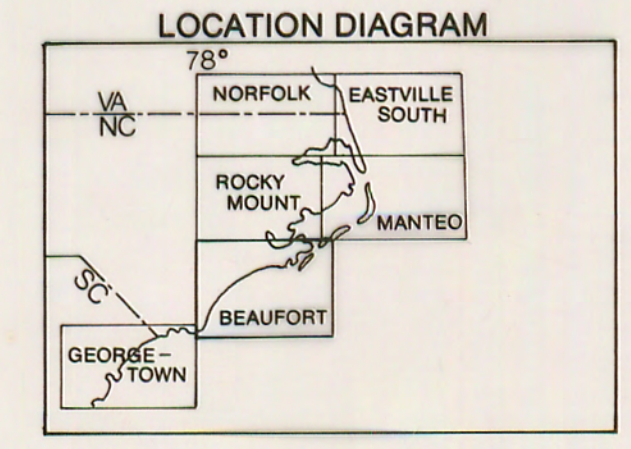 LOCATION DIAGRAM
78°
NORFOLK
EASTVILLE
SOUTH
VA
NC
ROCKY
MOUNT
MANTEO
SC
BEAUFORT
GEORGE-
TOWN